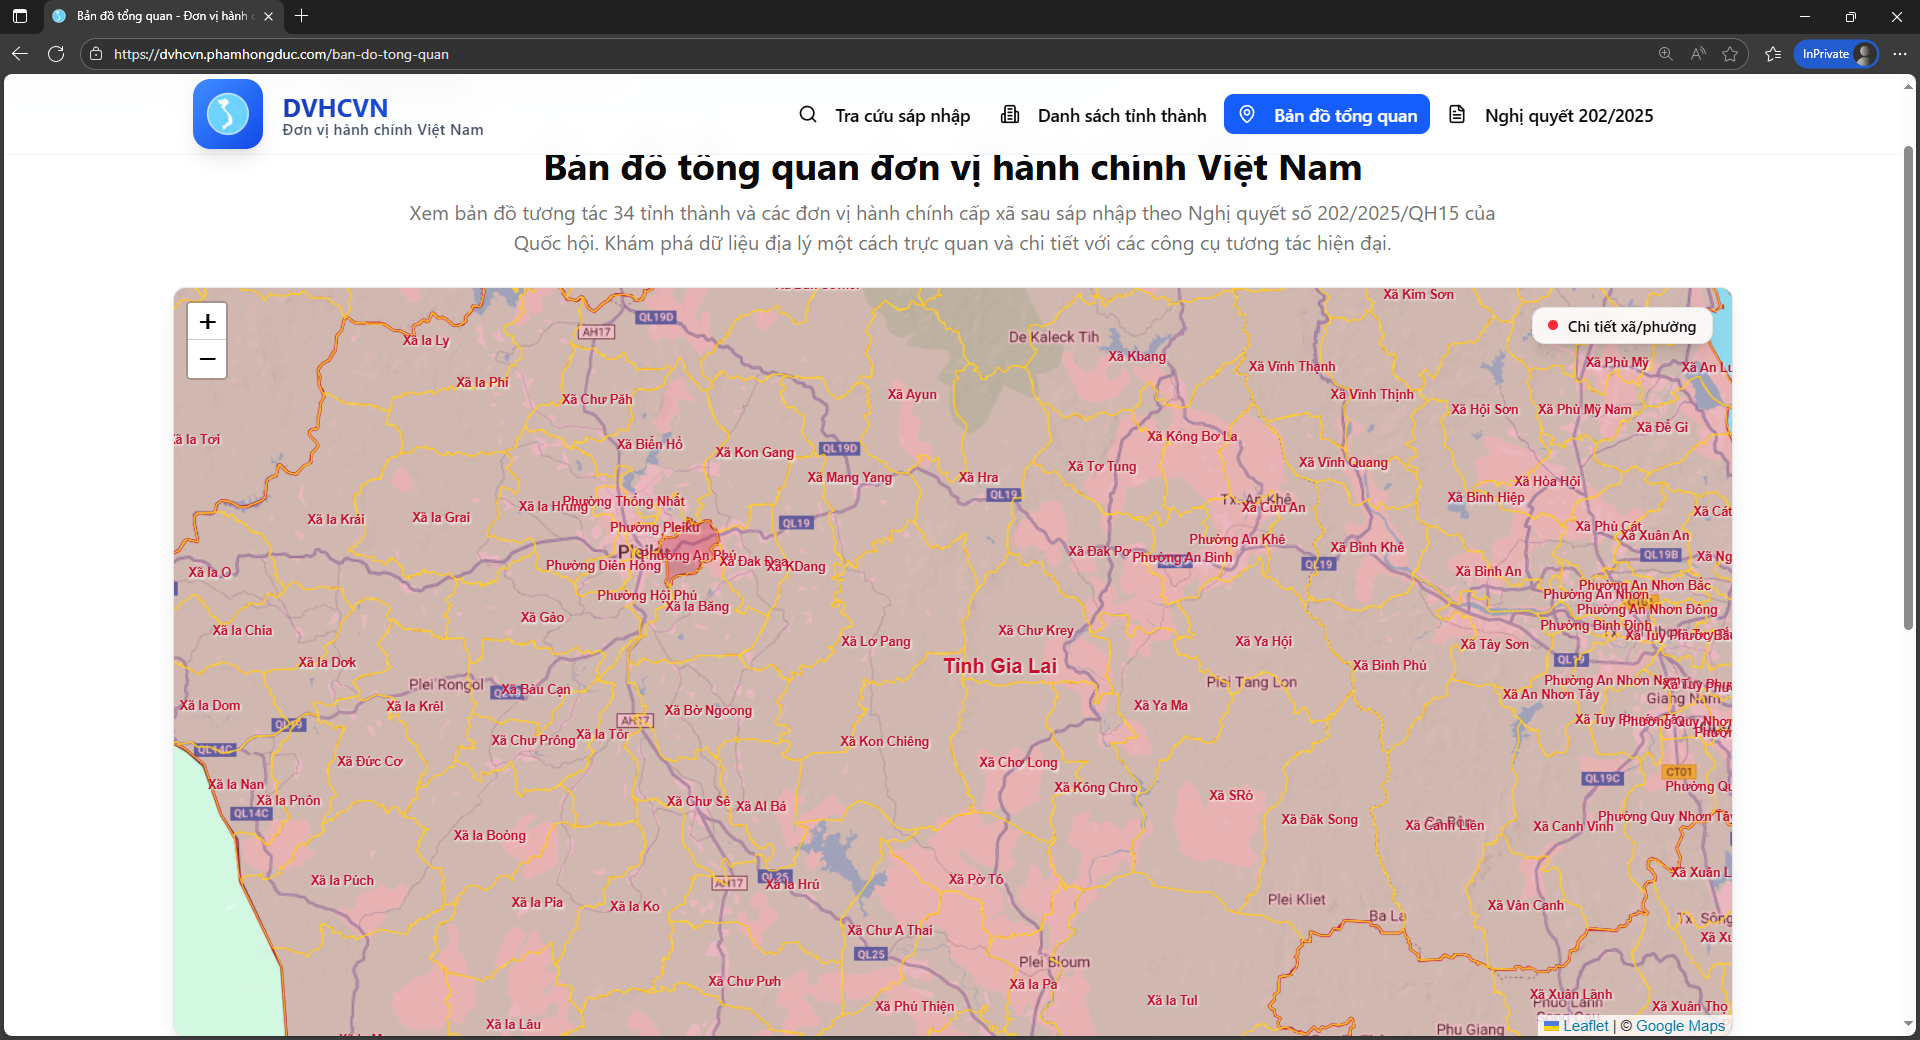 Bản đồ tổng quan - Đơn vị hành
https://dvhcvn.phamhongduc.com/ban-do-tong-quan
InPrivate
DVHCVN
Đơn vị hành chính Việt Nam
Tra cứu sáp nhập
Danh sách tỉnh thành
Bản đồ tổng quan
Nghị quyết 202/2025
Bản đồ tổng quan đơn vị hành chính Việt Nam
Xem bản đồ tương tác 34 tỉnh thành và các đơn vị hành chính cấp xã sau sáp nhập theo Nghị quyết số 202/2025/QH15 của
Quốc hội. Khám phá dữ liệu địa lý một cách trực quan và chi tiết với các công cụ tương tác hiện đại.
+
−
Chi tiết xã/phường
Xã Kim Sơn
QL19D
AH17
Xã Ia Ly
De Kaleck Tih
Xã Kbang
Xã Vĩnh Thạnh
Xã Phù Mỹ
Xã An Lư
Xã Ia Phí
Xã Chư Păh
Xã Ayun
Xã Vĩnh Thịnh
Xã Hội Sơn
Xã Phù Mỹ Nam
Xã Đề Gi
Xã Ia Tơi
Xã Biển Hồ
Xã Kon Gang
QL19D
Xã Kông Bơ La
Xã Tơ Tung
Xã Vĩnh Quang
Xã Mang Yang
Xã Hra
QL19
Xã Hòa Hội
Xã Bình Hiệp
Tx. An Khê
Xã Cửu An
Xã Ia Hrung
Phường Thống Nhất
Xã Ia Krái
Xã Ia Grai
Phường Pleiku
QL19
Xã Cát
Xã Phù Cát
Xã Xuân An
Phường An Khê
Xã Bình Khê
Xã Đak Pơ
Phường An Bình
QL19
QL19B
Xã Ng
Phường An Phú
Xã Đak Đoa
Xã KDang
Phường Diên Hồng
Xã Ia O
Xã Bình An
Phường An Nhơn Bắc
Phường An Nhơn
Phường An Nhơn Đông
Phường Hội Phú
Xã Ia Băng
Xã Gào
Phường Bình Định
Xã Tuy Phước Bắc
Xã Ia Chia
Xã Lơ Pang
Xã Chư Krey
Xã Ya Hội
Xã Tây Sơn
Xã Ia Dơk
Tỉnh Gia Lai
Xã Bình Phú
QL19
Plei Rongol
Xã Bàu Cạn
Plei Tang Lon
Phường An Nhơn Nam
Xã An Nhơn Tây
Giang Nam
Xã Ia Dom
Xã Ia Krêl
Xã Bờ Ngoong
Xã Ya Ma
QL19
AH17
Phường Quy Nhơn
Xã Chư Prông
Xã Ia Tôr
Xã Kon Chiêng
QL14C
Xã Đức Cơ
Xã Chơ Long
CT01
QL19C
Xã Ia Nan
Xã Kông Chro
Phường Qu
Xã Ia Pnôn
Xã Chư Sê
Xã Al Bá
Xã SRó
QL14C
Xã Đăk Song
Xã Canh Liên
Xã Canh Vinh
Phường Quy Nhơn Tây
Xã Ia Boòng
Xã Ia Púch
AH17
QL25
Xã Ia Hrú
Xã Pờ Tó
Xã Xuân L
Xã Ia Pia
Xã Ia Ko
Plei Kliet
Ba La
Xã Vân Canh
Tx. Sông
Xã Chư A Thai
Xã Xu
QL25
Plei Bloum
Xã Chư Pưh
Xã Ia Pa
Xã Phú Thiện
Xã Ia Tul
Xã Xuân Lãnh
Xã Xuân Thọ
Xã Ia Lâu
Phu Giang
Leaflet | © Google Maps